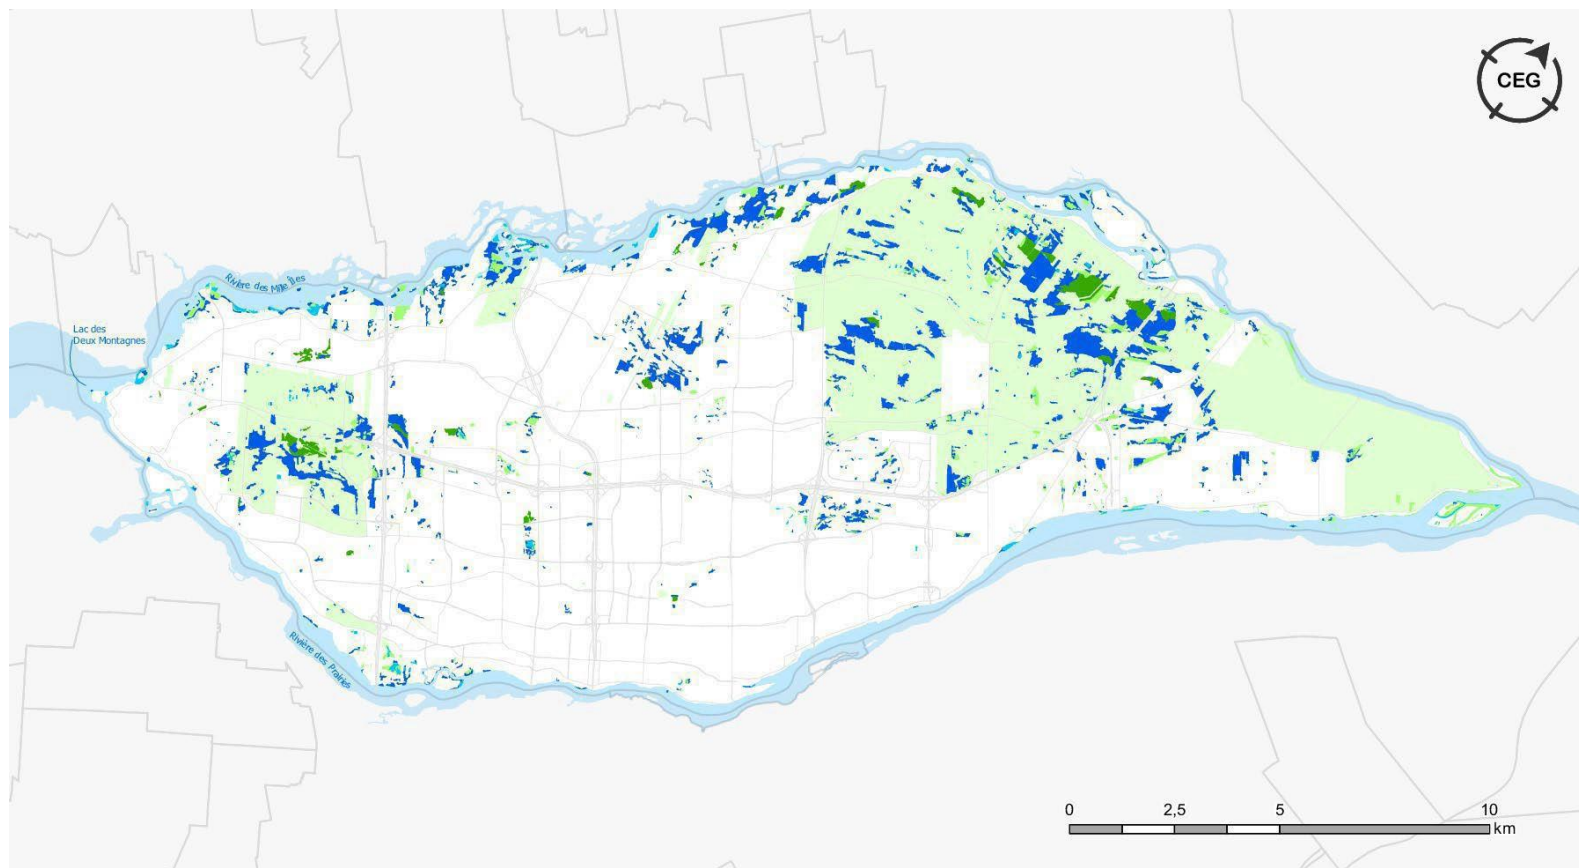 CEG
Rivière des Mille Îles
Lac des
Deux Montagnes
Rivière des Prairies
0 2,5 5 10
km